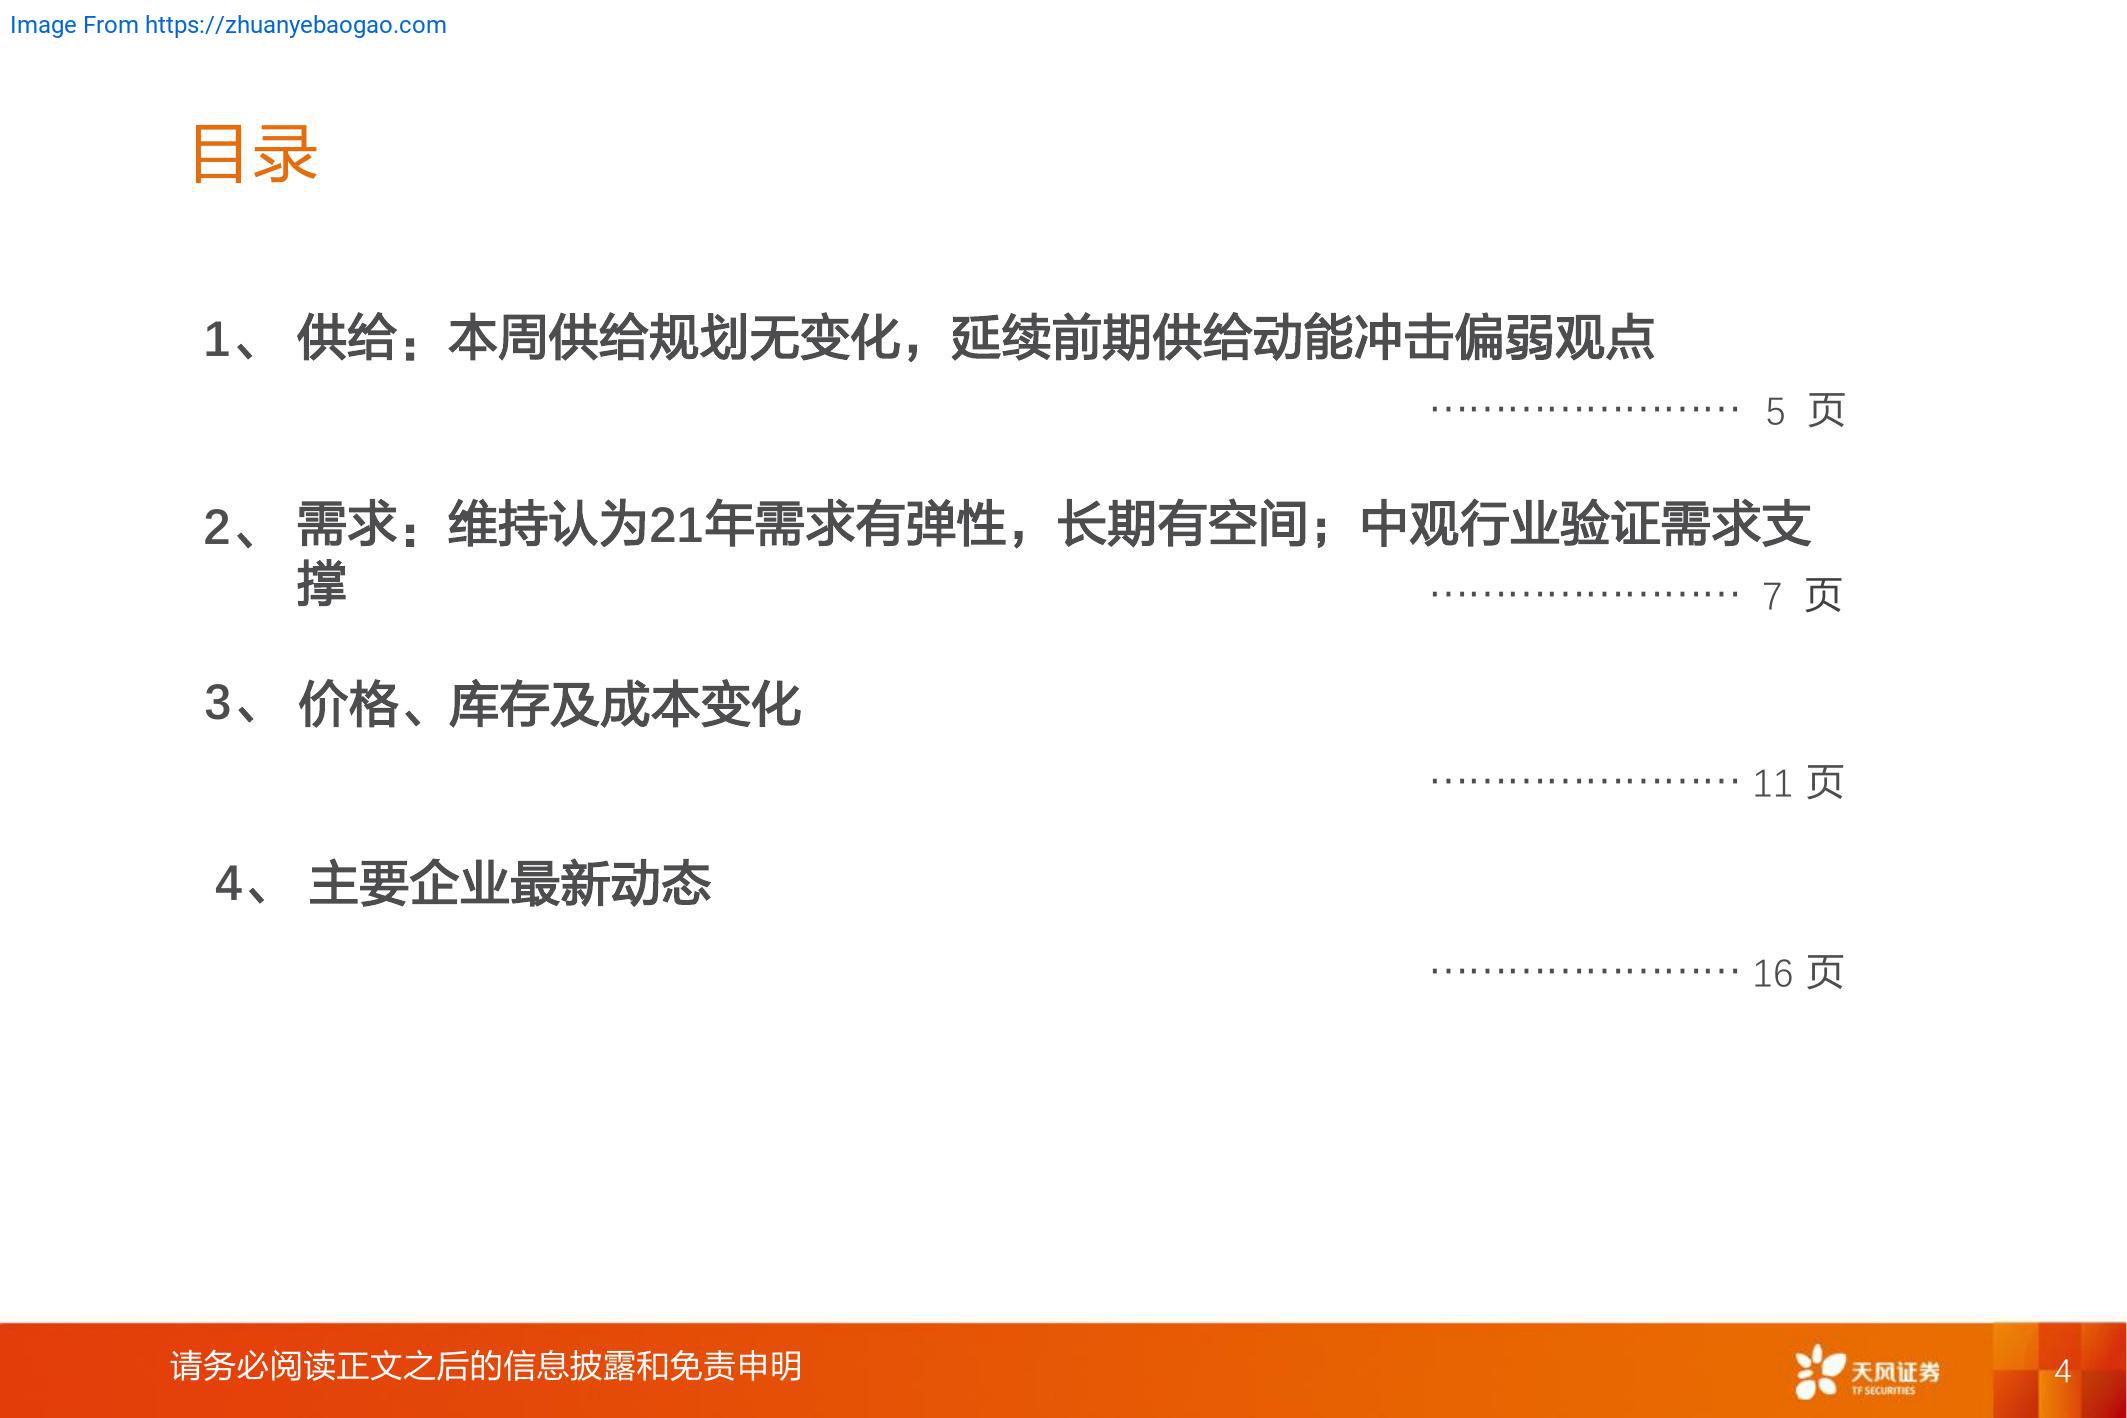 Image From https://zhuanyebaogao.com
目录
1、 供给：本周供给规划无变化，延续前期供给动能冲击偏弱观点
…………………… 5 页
2、 需求：维持认为21年需求有弹性，长期有空间；中观行业验证需求支
撑 …………………… 7 页
3、 价格、库存及成本变化
…………………… 11 页
4、 主要企业最新动态
…………………… 16 页
请务必阅读正文之后的信息披露和免责申明
天风证券
TF SECURITIES
4